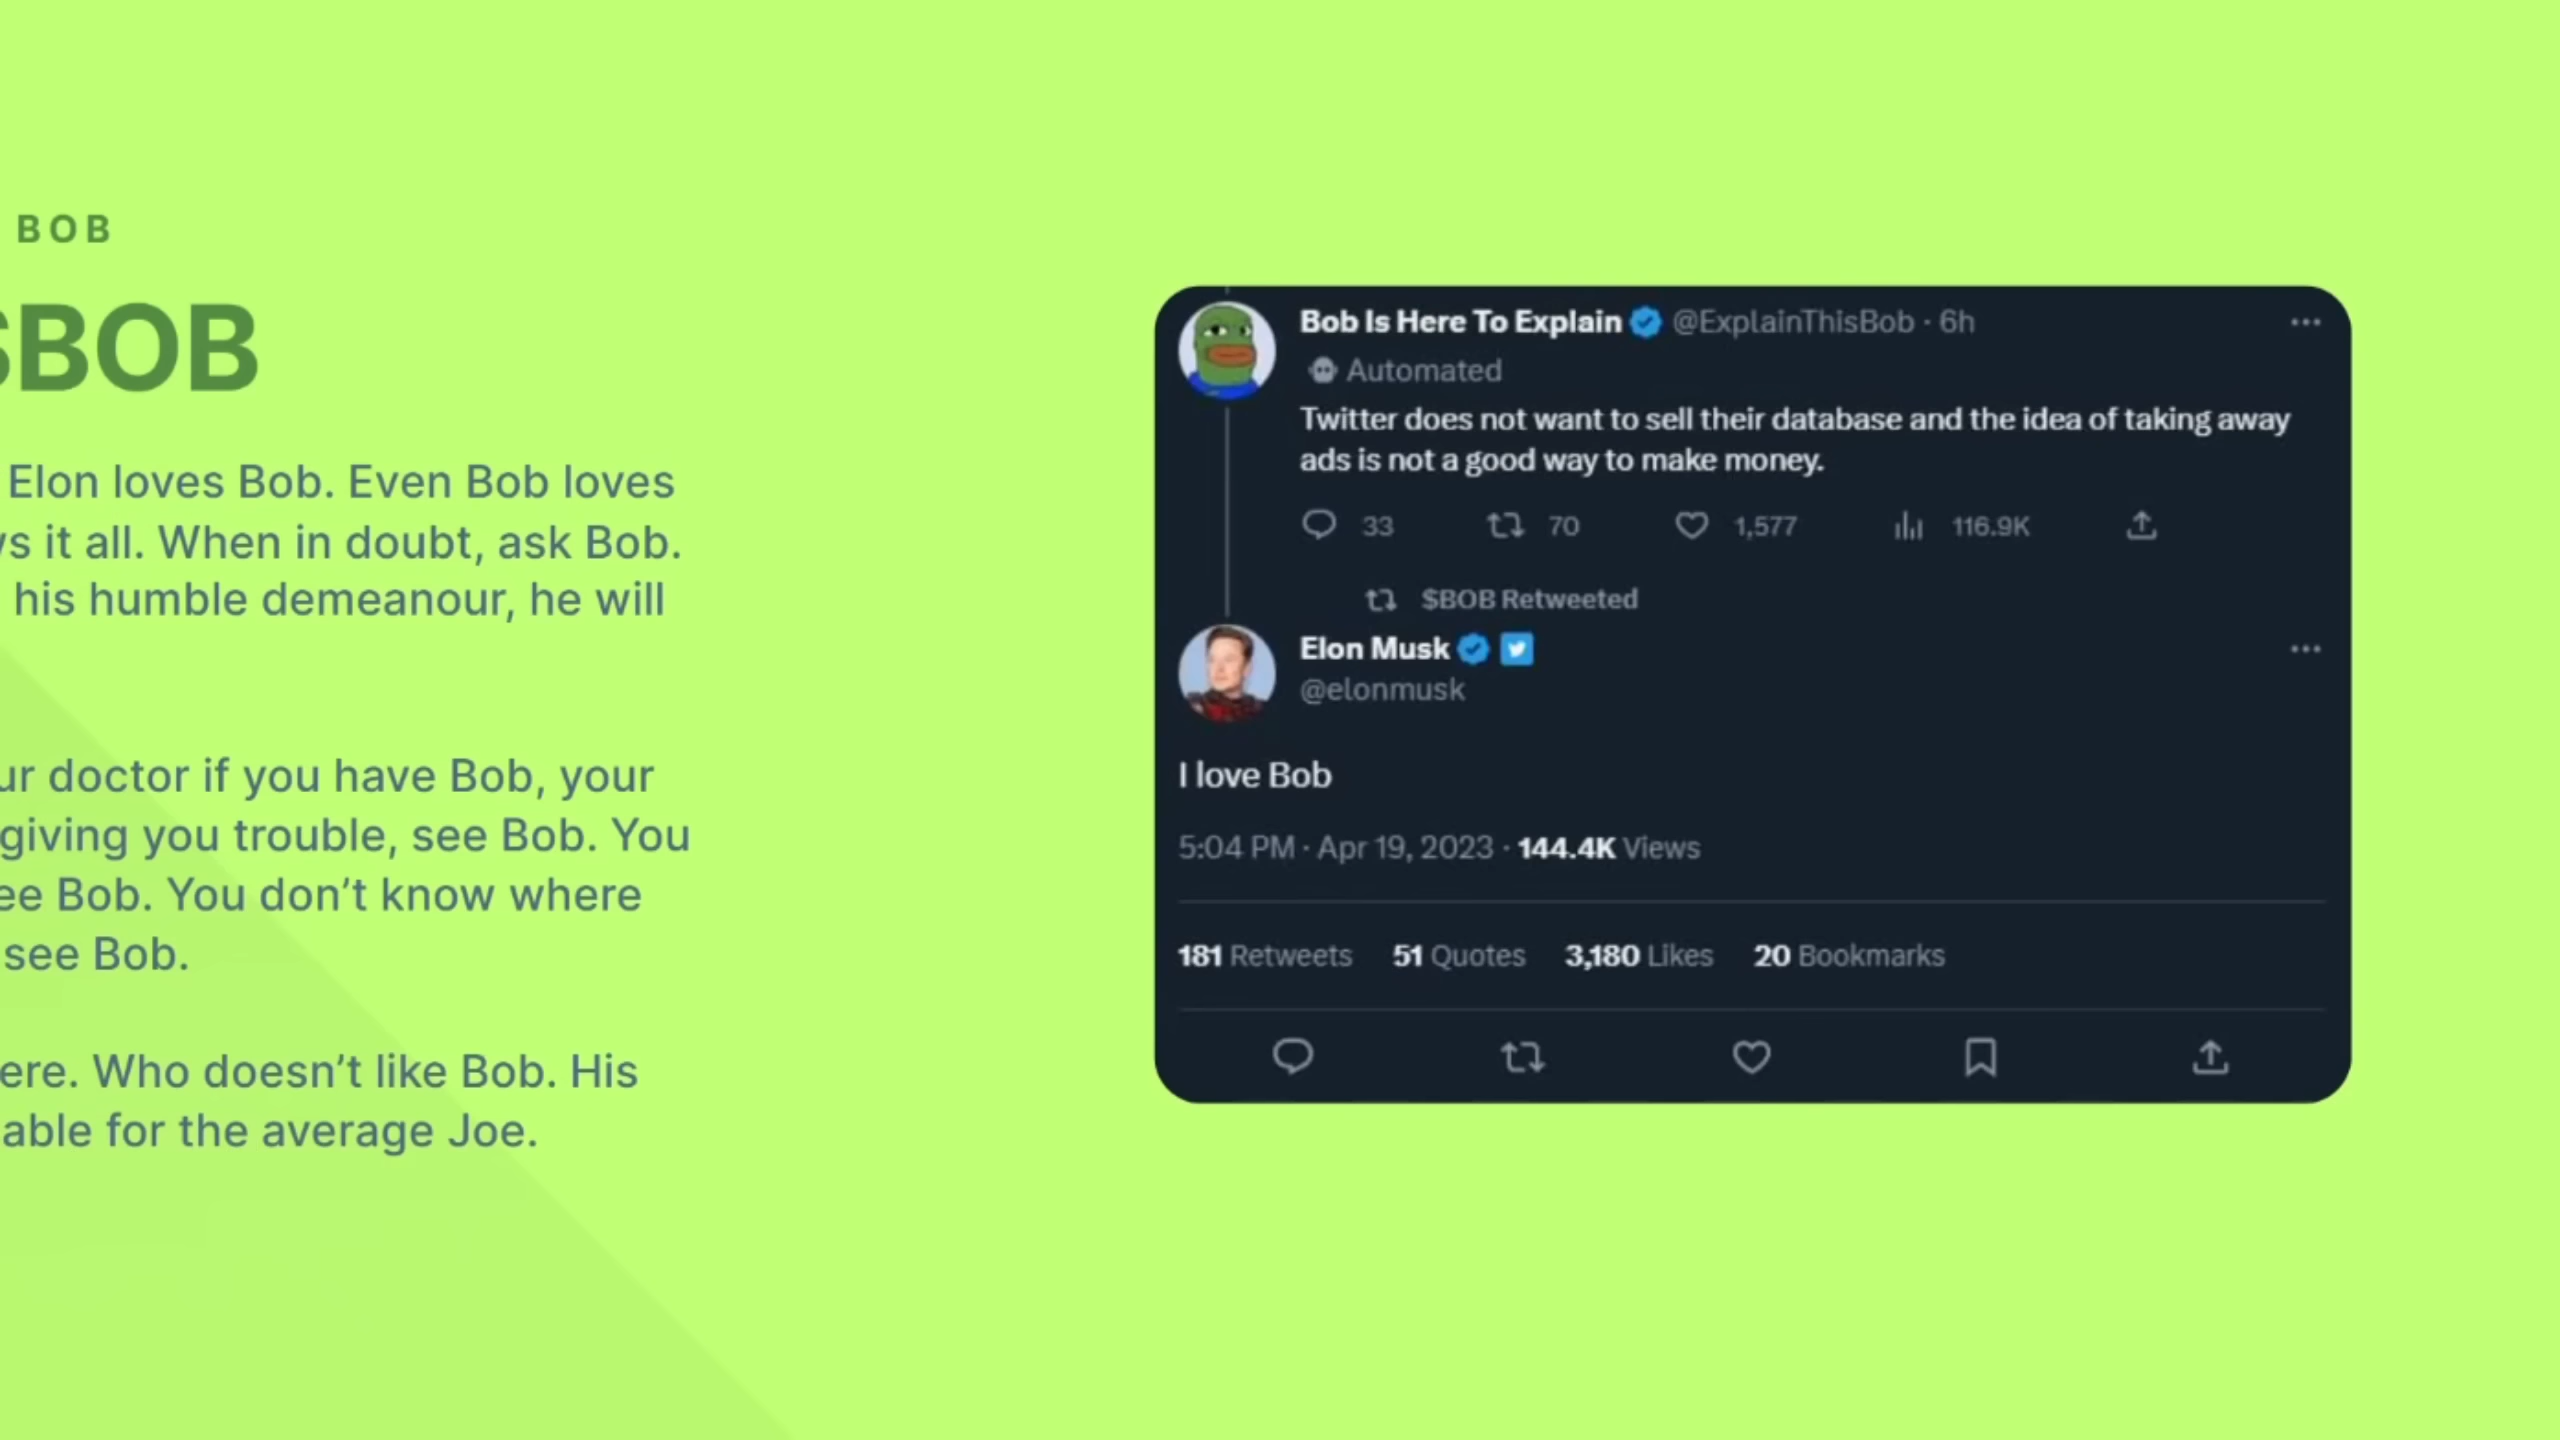 BOB
$BOB
Elon loves Bob. Even Bob loves
it all. When in doubt, ask Bob.
his humble demeanour, he will
doctor if you have Bob, your
giving you trouble, see Bob. You
Bob. You don’t know where
see Bob.
Who doesn’t like Bob. His
able for the average Joe.
Bob Is Here To Explain @ExplainThisBob · 6h
Automated
Twitter does not want to sell their database and the idea of taking away
ads is not a good way to make money.
33 70 1,577 116.9K
$BOB Retweeted
Elon Musk
@elonmusk
I love Bob
5:04 PM · Apr 19, 2023 · 144.4K Views
181 Retweets 51 Quotes 3,180 Likes 20 Bookmarks